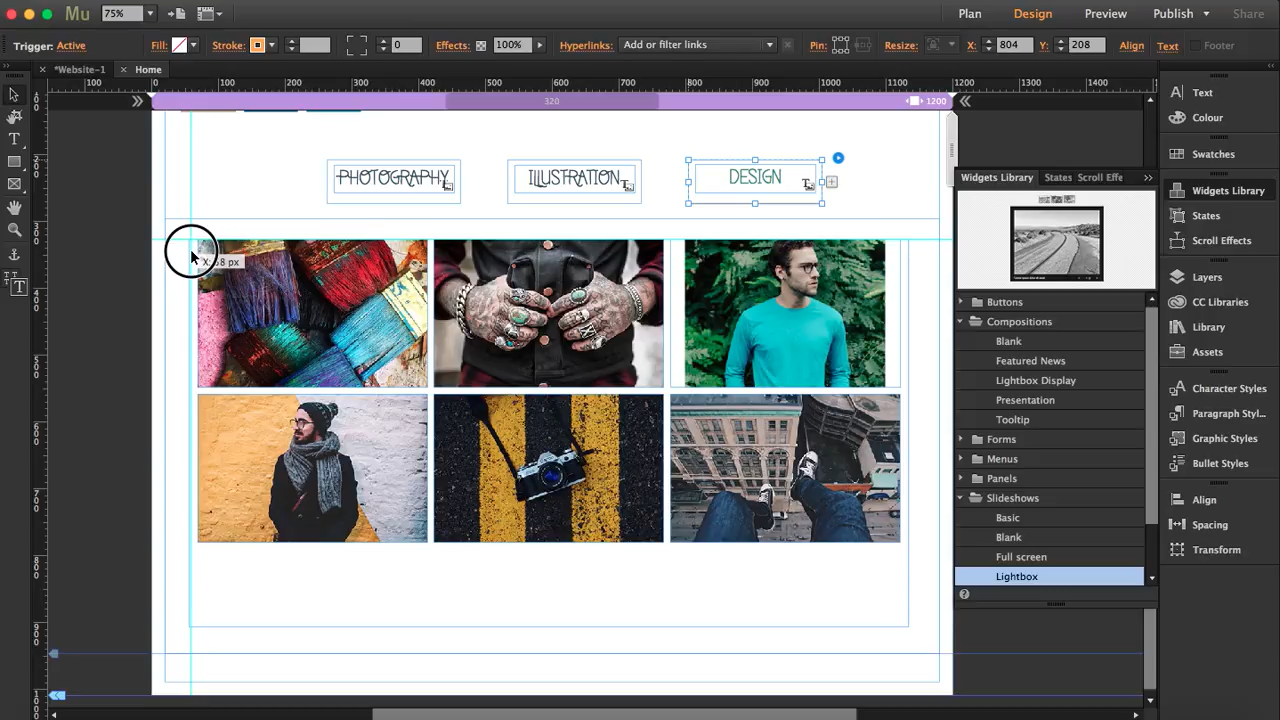 Mu 75% Plan Design Preview Publish Share
Trigger: Active Fill: Stroke: 0 Effects: 100% Hyperlinks: Add or filter links Pin: Resize: X: 804 Y: 208 Align Text Footer
*Website-1 Home
100 0 100 200 300 400 500 600 700 800 900 1000 1100 1200 1300 1400
320 1200
PHOTOGRAPHY ILLUSTRATION DESIGN
Widgets Library States Scroll Effe
Buttons
Compositions
Blank
Featured News
Lightbox Display
Presentation
Tooltip
Forms
Menus
Panels
Slideshows
Basic
Blank
Full screen
Lightbox
Text
Colour
Swatches
Widgets Library
States
Scroll Effects
Layers
CC Libraries
Library
Assets
Character Styles
Paragraph Styl...
Graphic Styles
Bullet Styles
Align
Spacing
Transform